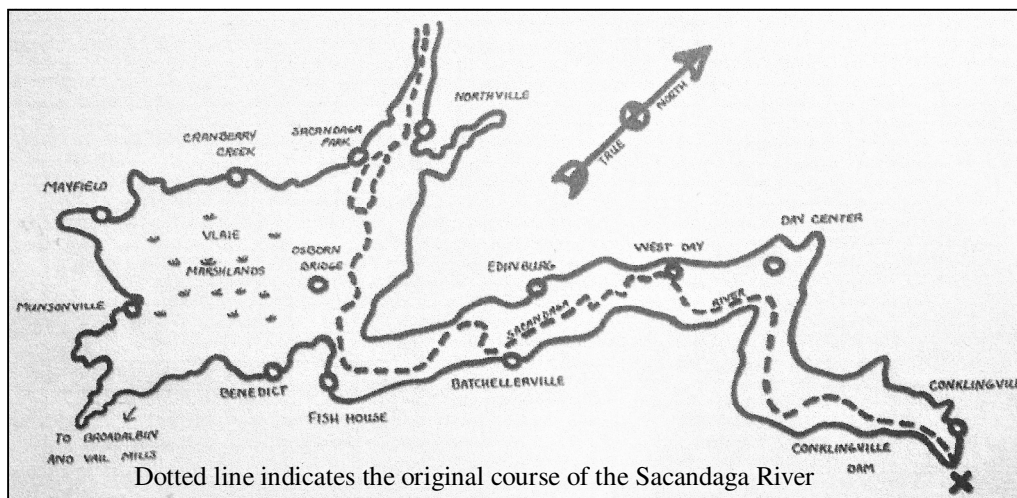 NORTHVILLE
SACANDAGA
PARK
CRANBERRY
CREEK
TRUE
NORTH
MAYFIELD
VLAIE
MARSHLANDS
OSBORN
BRIDGE
DAY CENTER
WEST DAY
EDINBURG
SACANDAGA
RIVER
MUNSONVILLE
BENEDICT
FISH HOUSE
BATCHELLERVILLE
CONKLINGVILL
CONKLINGVILLE
DAM
TO BROADALBIN
AND VAIL MILLS
Dotted line indicates the original course of the Sacandaga River